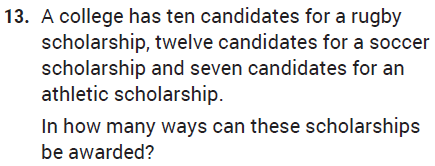 13. A college has ten candidates for a rugby
scholarship, twelve candidates for a soccer
scholarship and seven candidates for an
athletic scholarship.
In how many ways can these scholarships
be awarded?